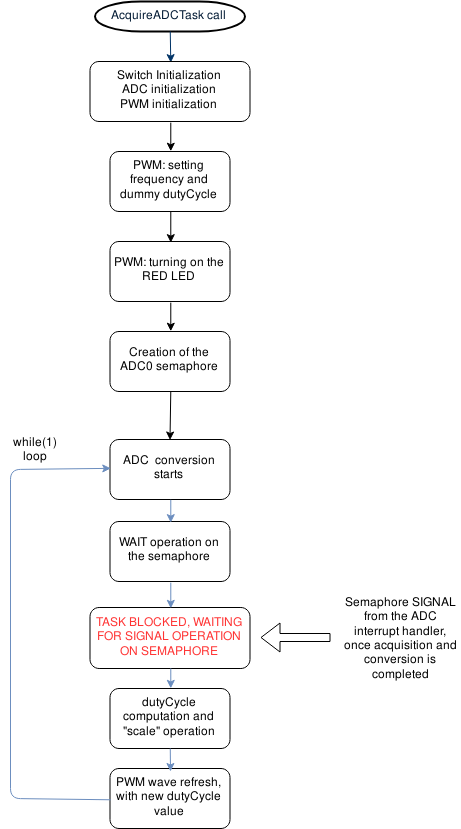 AcquireADCTask call
Switch Initialization
ADC initialization
PWM initialization
PWM: setting
frequency and
dummy dutyCycle
PWM: turning on the
RED LED
Creation of the
ADC0 semaphore
while(1)
loop
ADC conversion
starts
WAIT operation on
the semaphore
TASK BLOCKED, WAITING
FOR SIGNAL OPERATION
ON SEMAPHORE
Semaphore SIGNAL
from the ADC
interrupt handler,
once acquisition and
conversion is
completed
dutyCycle
computation and
"scale" operation
PWM wave refresh,
with new dutyCycle
value